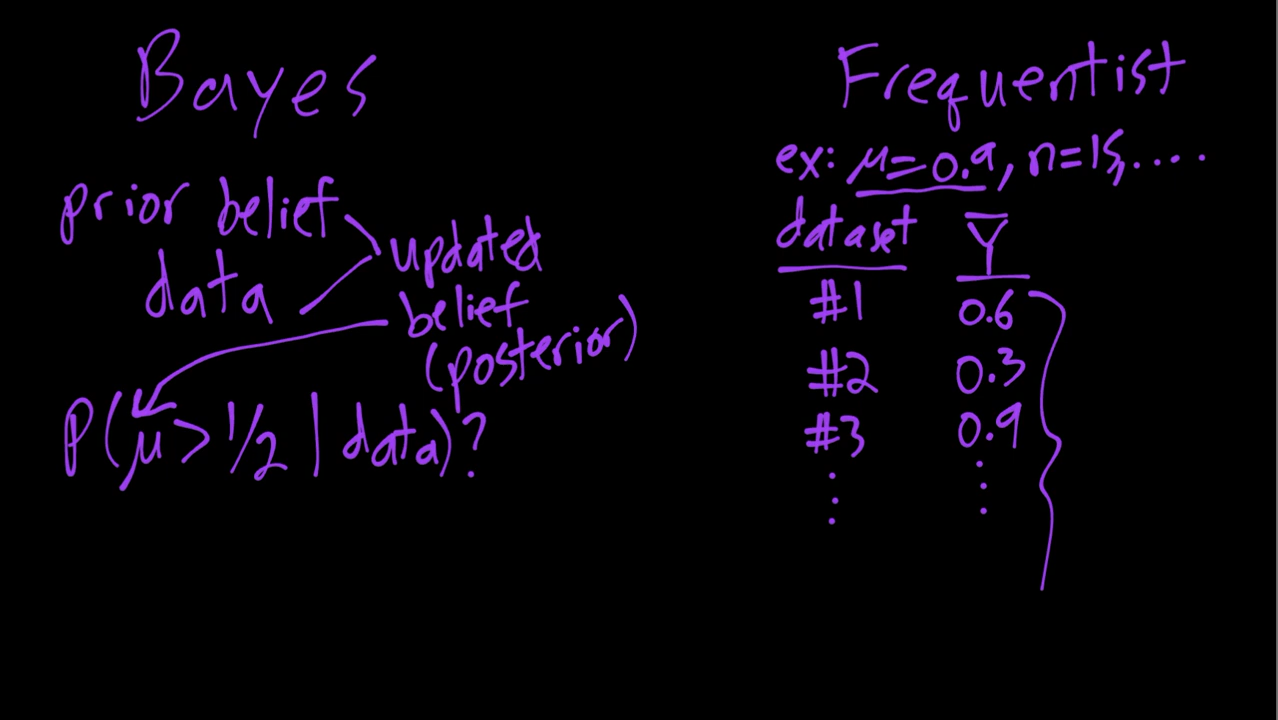 Bayes
prior belief
data
updated
belief
(posterior)
P(μ > 1/2 | data)?
Frequentist
ex: μ=0.9, n=15,....
dataset Y̅
#1 0.6
#2 0.3
#3 0.9
⋮ ⋮